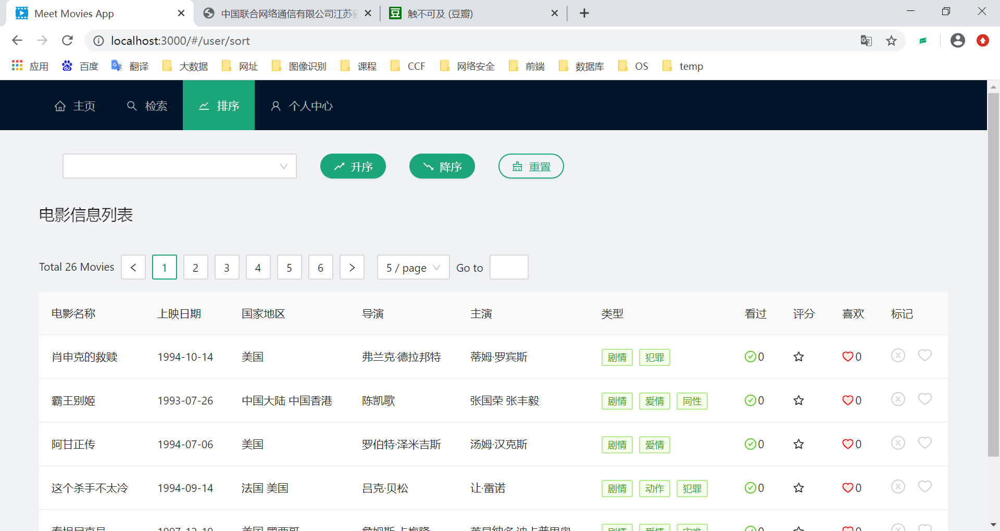 Meet Movies App
中国联合网络通信有限公司江苏省
触不可及 (豆瓣)
localhost:3000/#/user/sort
应用 百度 翻译 大数据 网址 图像识别 课程 CCF 网络安全 前端 数据库 OS temp
主页 检索 排序 个人中心
升序 降序 重置
电影信息列表
Total 26 Movies 1 2 3 4 5 6 5 / page Go to
电影名称 上映日期 国家地区 导演 主演 类型 看过 评分 喜欢 标记
肖申克的救赎 1994-10-14 美国 弗兰克·德拉邦特 蒂姆·罗宾斯 剧情 犯罪 0 0
霸王别姬 1993-07-26 中国大陆 中国香港 陈凯歌 张国荣 张丰毅 剧情 爱情 同性 0 0
阿甘正传 1994-07-06 美国 罗伯特·泽米吉斯 汤姆·汉克斯 剧情 爱情 0 0
这个杀手不太冷 1994-09-14 法国 美国 吕克·贝松 让·雷诺 剧情 动作 犯罪 0 0